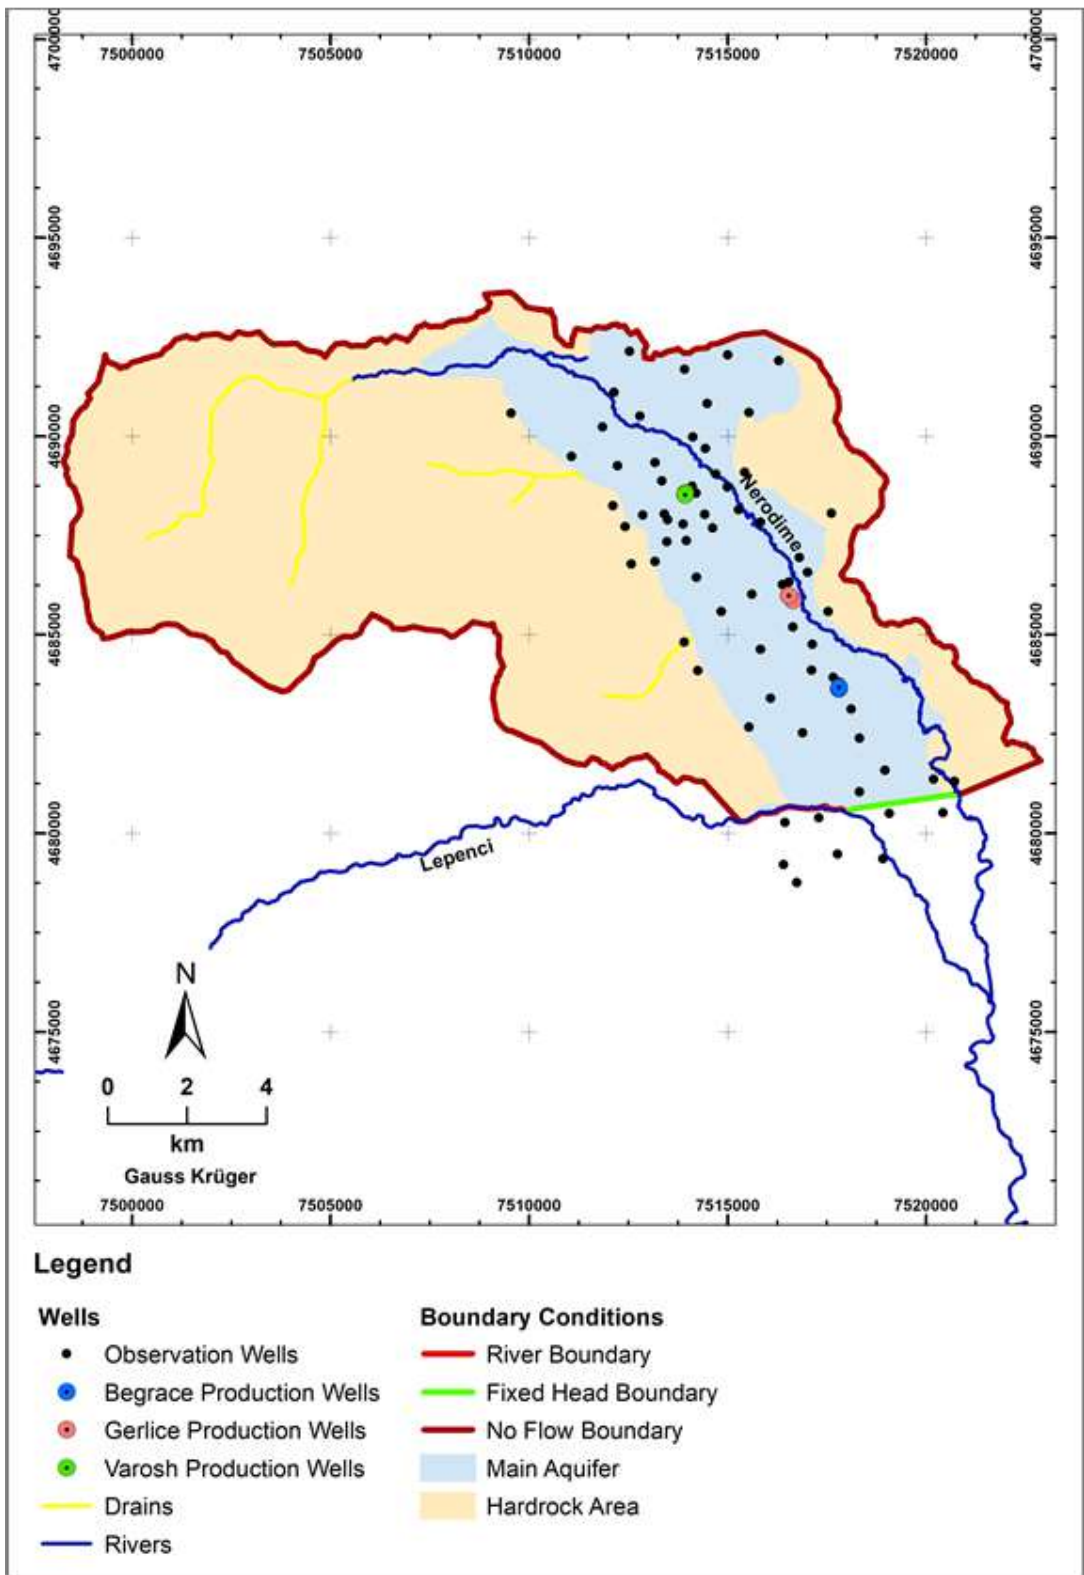 7500000 7505000 7510000 7515000 7520000
4700000 4700000
4695000 4695000
4690000 4690000
Nerodime
4685000 4685000
4680000 4680000
Lepenci
N
4675000 4675000
0 2 4
km
Gauss Krüger
7500000 7505000 7510000 7515000 7520000
Legend
Wells
Observation Wells
Begrace Production Wells
Gerlice Production Wells
Varosh Production Wells
Drains
Rivers
Boundary Conditions
River Boundary
Fixed Head Boundary
No Flow Boundary
Main Aquifer
Hardrock Area